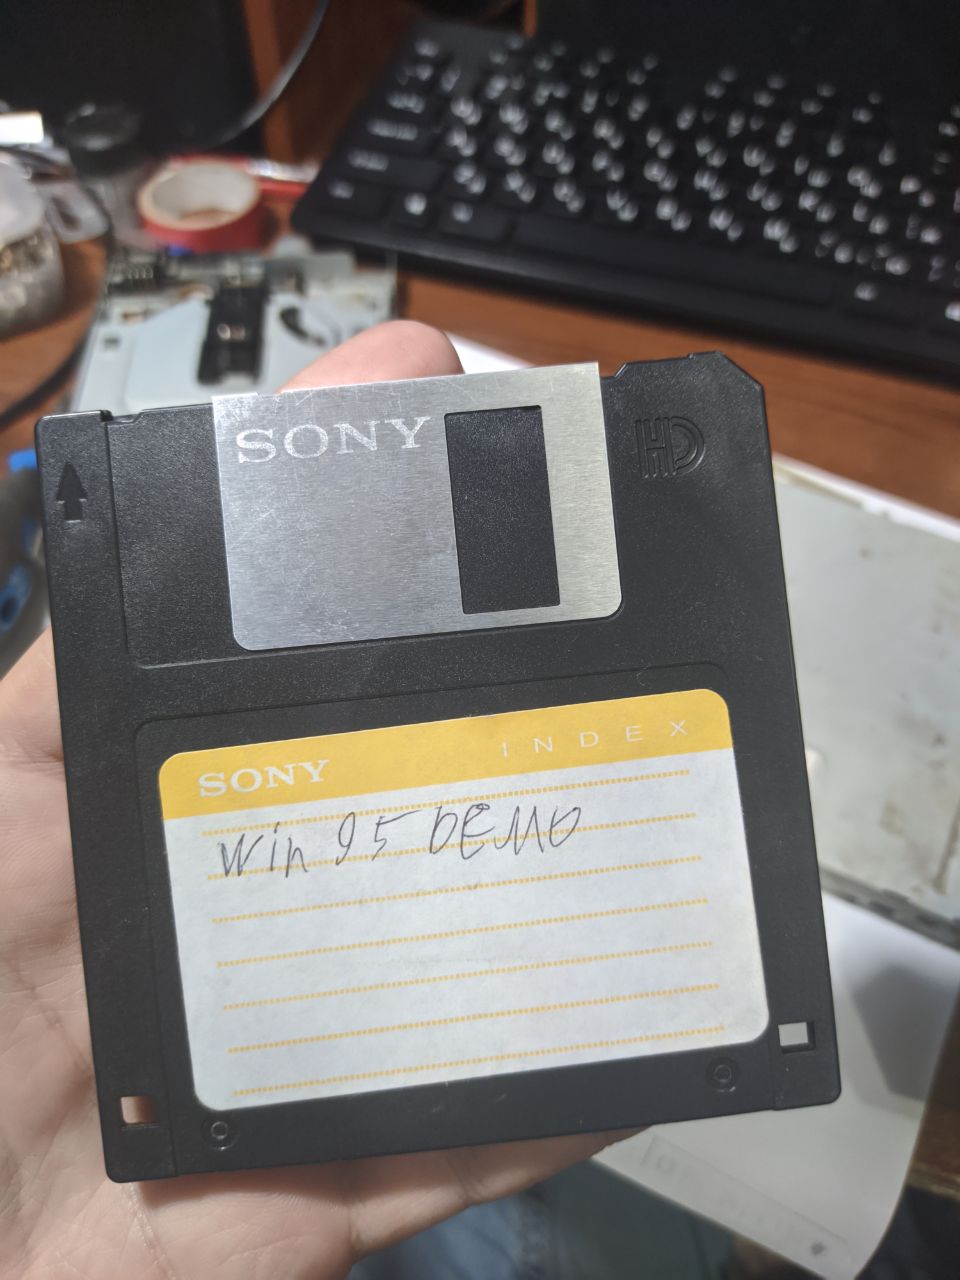 SONY
HD
SONY INDEX
Win 95 DEMO